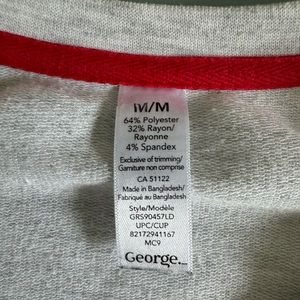 M/M
64% Polyester
32% Rayon/
Rayonne
4% Spandex
Exclusive of trimming/
Garniture non comprise
CA 51122
Made in Bangladesh/
Fabriqué au Bangladesh
Style/Modèle
GRS90457LD
UPC/CUP
82172941167
MC9
George.